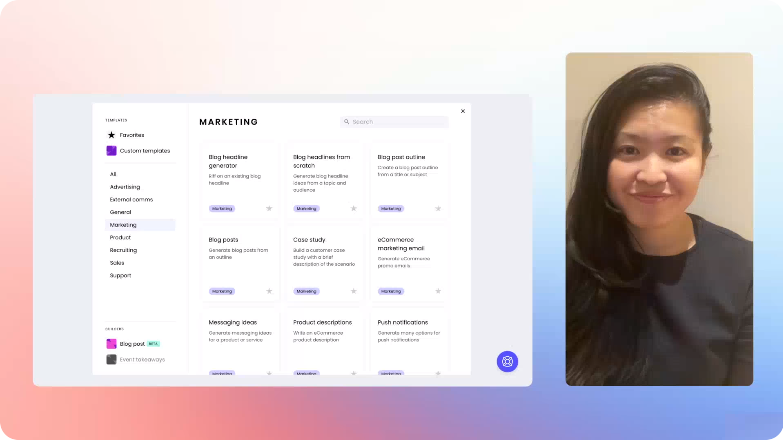 TEMPLATES
Favorites
Custom templates
All
Advertising
External comms
General
Marketing
Product
Recruiting
Sales
Support
Blog post BETA
Event takeaways
MARKETING
Search
Blog headline
generator
Riff on an existing blog
headline
Marketing
Blog headlines from
scratch
Generate blog headline
ideas from a topic and
audience
Marketing
Blog post outline
Create a blog post outline
from a title or subject
Marketing
Blog posts
Generate blog posts from
an outline
Marketing
Case study
Build a customer case
study with a brief
description of the scenario
Marketing
eCommerce
marketing email
Generate eCommerce
promo emails
Marketing
Messaging ideas
Generate messaging ideas
for a product or service
Marketing
Product descriptions
Write an eCommerce
product description
Marketing
Push notifications
Generate many options for
push notifications
Marketing